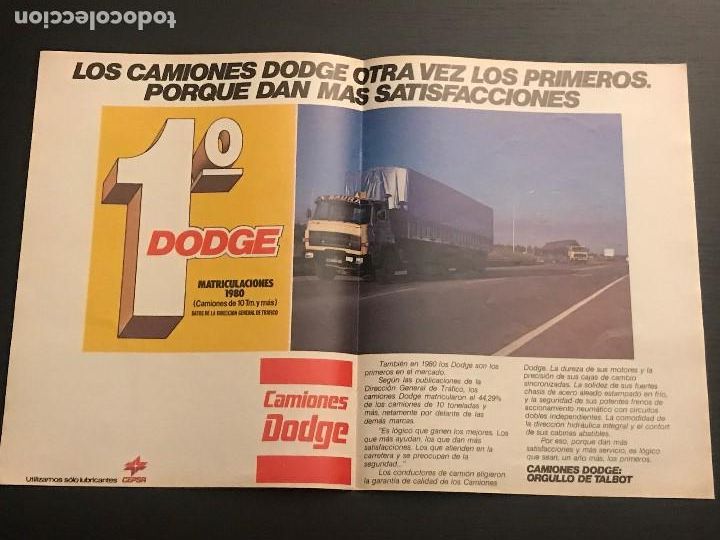 todocoleccion
LOS CAMIONES DODGE OTRA VEZ LOS PRIMEROS.
PORQUE DAN MAS SATISFACCIONES
1º
DODGE
MATRICULACIONES
1980
(Camiones de 10 Tm. y más)
DATOS DE LA DIRECCION GENERAL DE TRAFICO
SAURA
Camiones
Dodge
También en 1980 los Dodge son los
primeros en el mercado.
Según las publicaciones de la
Dirección General de Tráfico, los
camiones Dodge matricularon el 44,29%
de los camiones de 10 toneladas y
más, netamente por delante de las
demás marcas.
"Es lógico que ganen los mejores. Los
que más ayudan, los que dan más
satisfacciones. Los que atienden en la
carretera y se preocupan de la
seguridad..."
Los conductores de camión eligieron
la garantía de calidad de los Camiones
Dodge. La dureza de sus motores y la
precisión de sus cajas de cambio
sincronizadas. La solidez de sus fuertes
chasis de acero aleado estampado en frío,
y la seguridad de sus potentes frenos de
accionamiento neumático con circuitos
dobles independientes. La comodidad de
la dirección hidráulica integral y el confort
de sus cabinas abatibles.
Por eso, porque dan más
satisfacciones y más servicio, es lógico
que sean, un año más, los primeros.
CAMIONES DODGE:
ORGULLO DE TALBOT
Utilizamos sólo lubricantes CEPSA